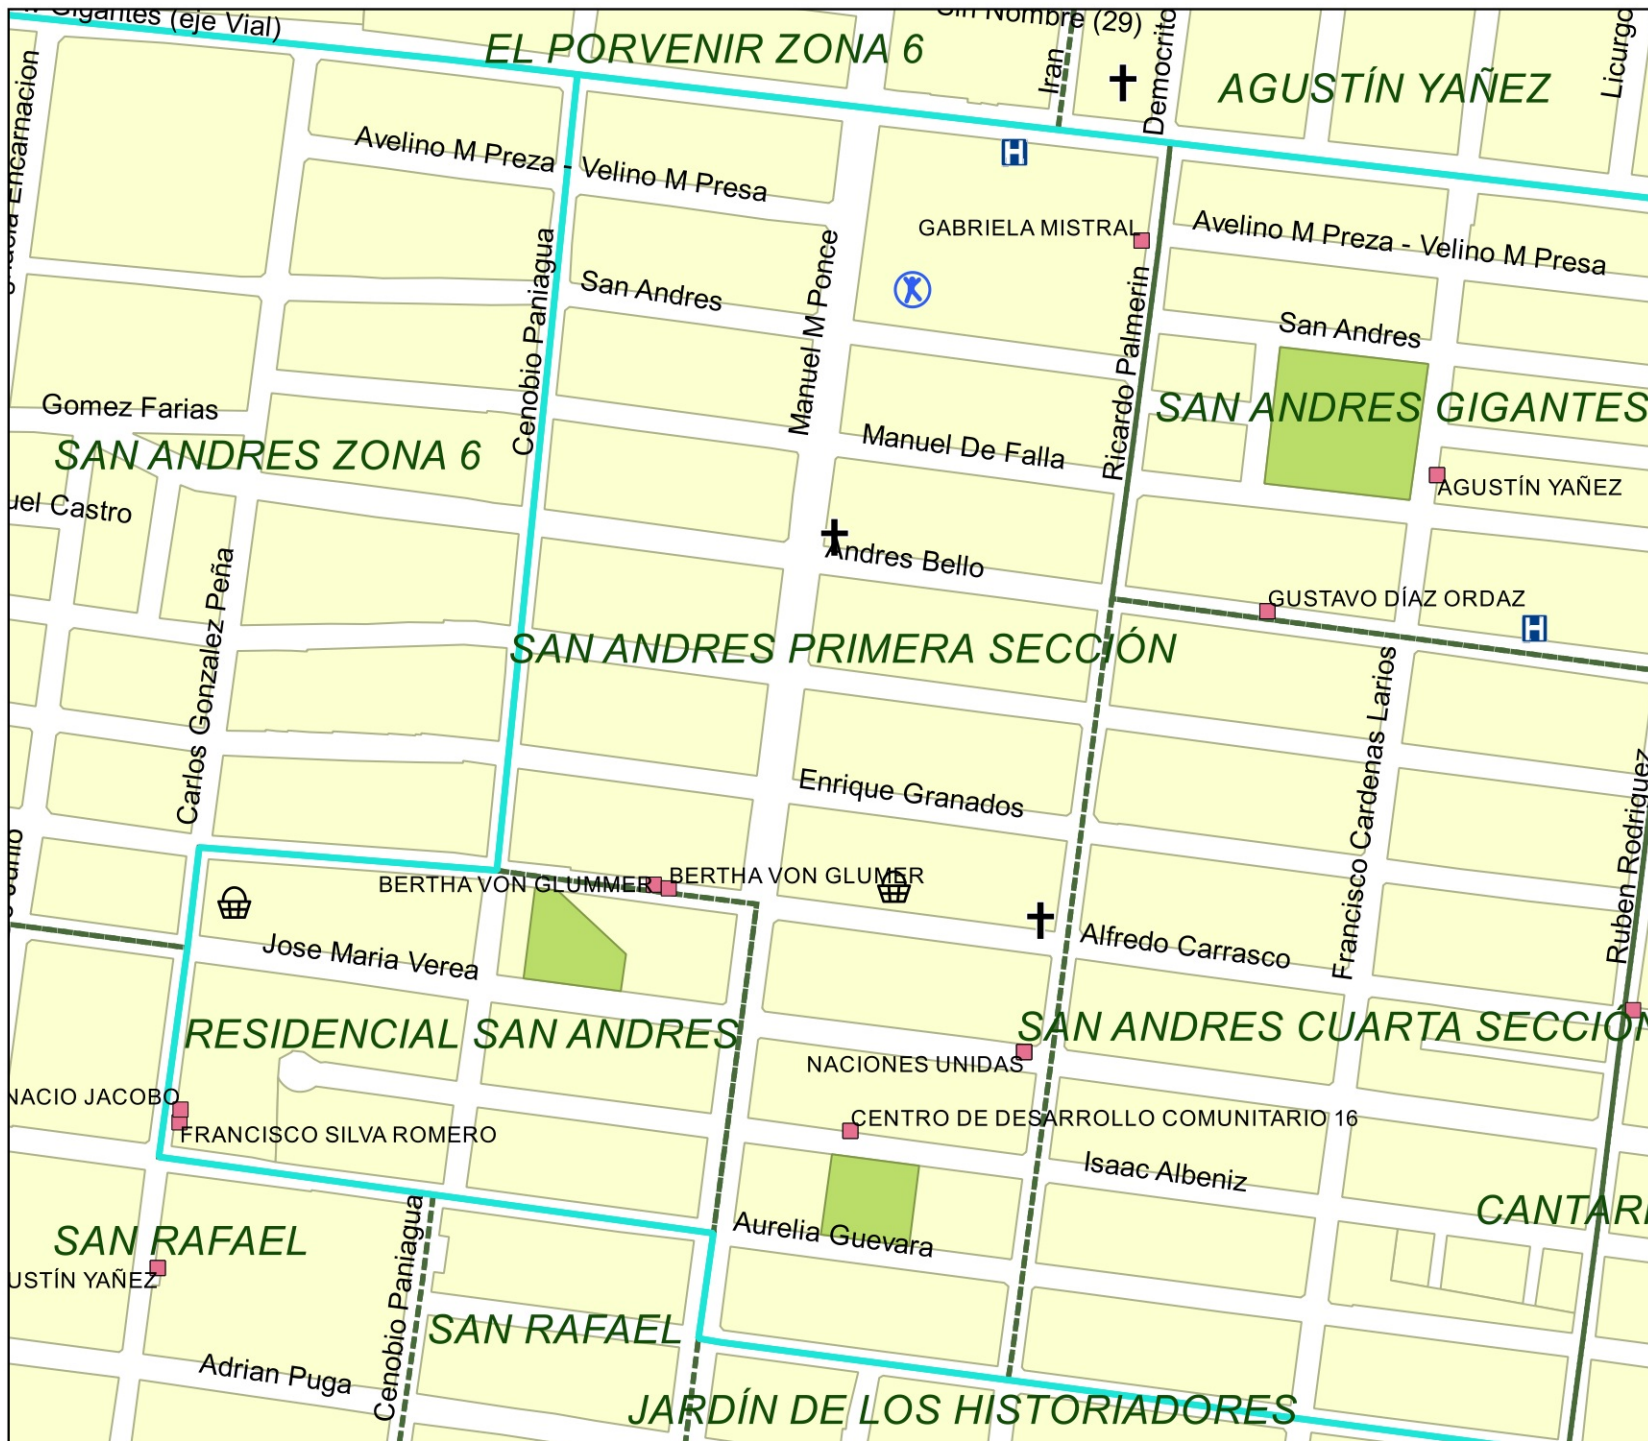 Gigantes (eje Vial)
Sin Nombre (29)
EL PORVENIR ZONA 6
Iran
Democrito
AGUSTÍN YAÑEZ
Licurgo
Encarnacion
Avelino M Preza - Velino M Presa
GABRIELA MISTRAL
Avelino M Preza - Velino M Presa
San Andres
Cenobio Paniagua
Manuel M Ponce
Ricardo Palmerin
San Andres
Gomez Farias
SAN ANDRES ZONA 6
SAN ANDRES GIGANTES
Manuel De Falla
AGUSTÍN YAÑEZ
uel Castro
Andres Bello
Carlos Gonzalez Peña
GUSTAVO DÍAZ ORDAZ
SAN ANDRES PRIMERA SECCIÓN
Francisco Cardenas Larios
Enrique Granados
Ruben Rodriguez
Junio
BERTHA VON GLUMMER
BERTHA VON GLUMER
Jose Maria Verea
Alfredo Carrasco
RESIDENCIAL SAN ANDRES
SAN ANDRES CUARTA SECCIÓN
NACIONES UNIDAS
NACIO JACOBO
CENTRO DE DESARROLLO COMUNITARIO 16
FRANCISCO SILVA ROMERO
Isaac Albeniz
CANTAR
Aurelia Guevara
SAN RAFAEL
USTÍN YAÑEZ
Cenobio Paniagua
SAN RAFAEL
Adrian Puga
JARDÍN DE LOS HISTORIADORES